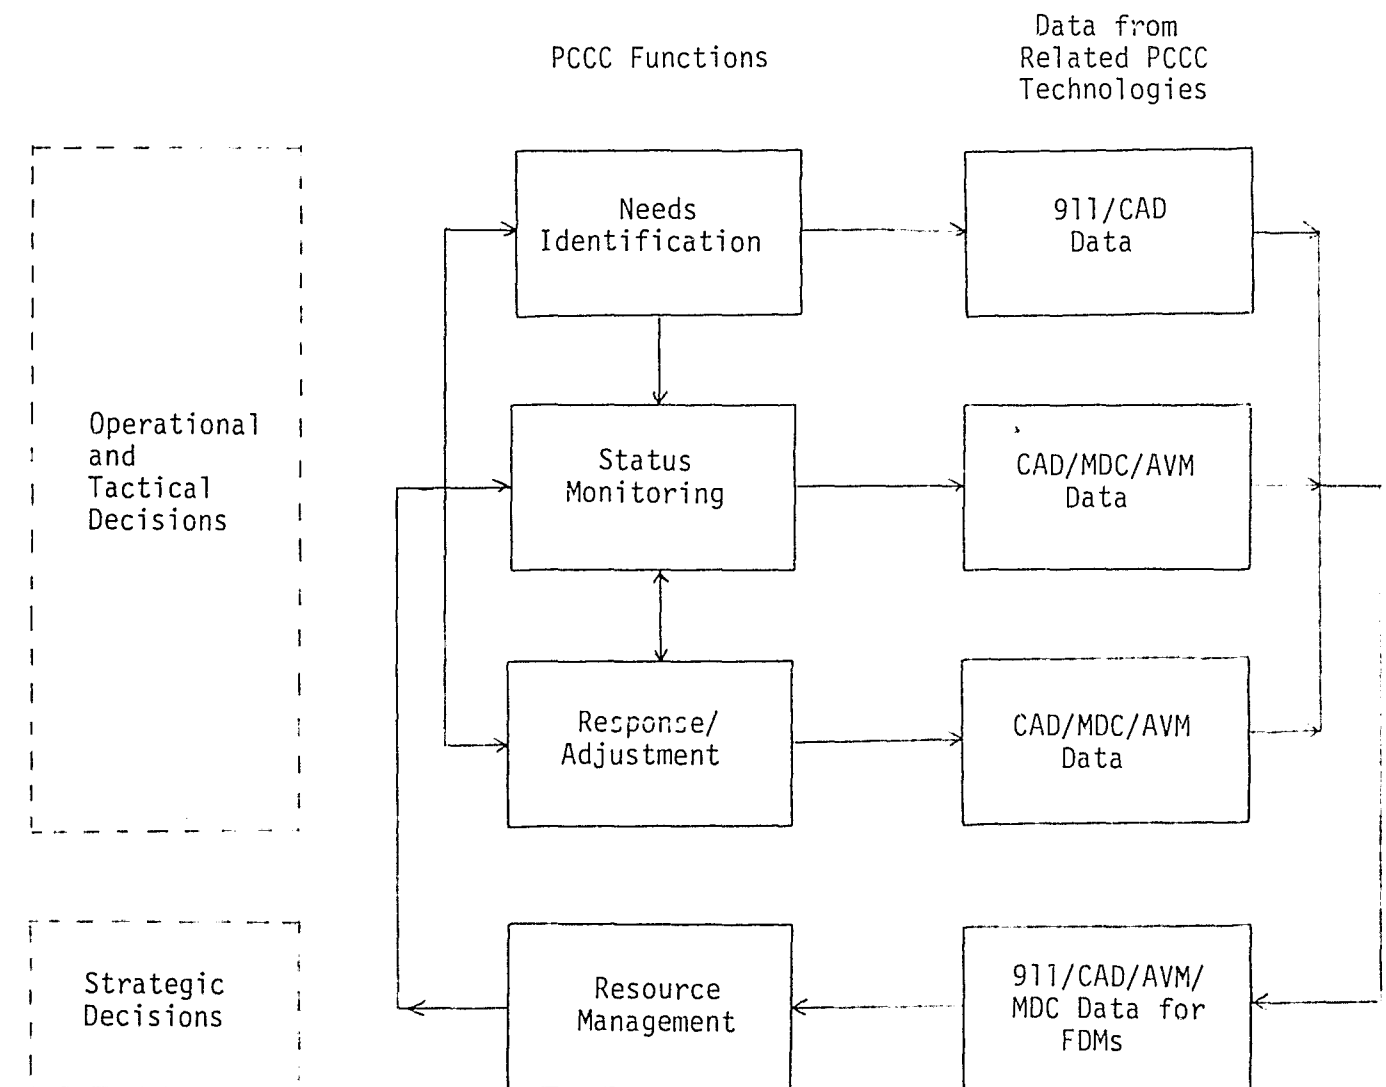 PCCC Functions
Data from
Related PCCC
Technologies
Needs
Identification
911/CAD
Data
Operational
and
Tactical
Decisions
Status
Monitoring
CAD/MDC/AVM
Data
Response/
Adjustment
CAD/MDC/AVM
Data
Strategic
Decisions
Resource
Management
911/CAD/AVM/
MDC Data for
FDMs